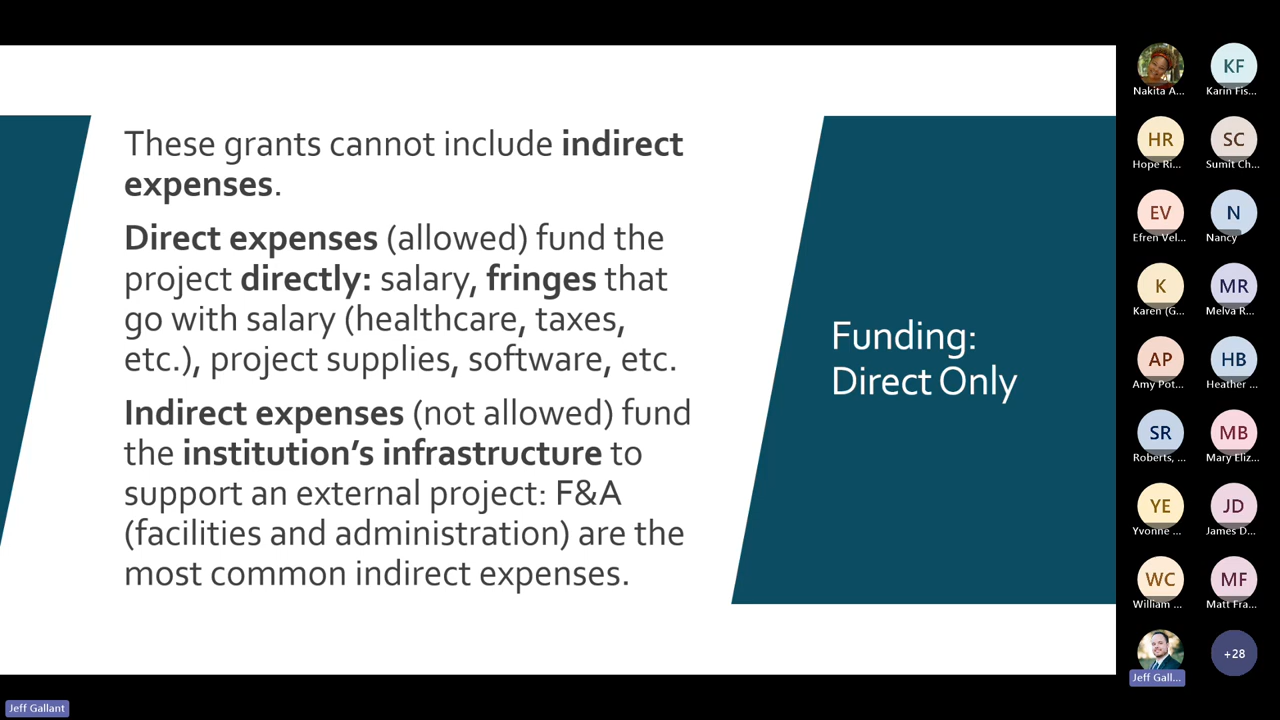 These grants cannot include indirect
expenses.
Direct expenses (allowed) fund the
project directly: salary, fringes that
go with salary (healthcare, taxes,
etc.), project supplies, software, etc.
Indirect expenses (not allowed) fund
the institution's infrastructure to
support an external project: F&A
(facilities and administration) are the
most common indirect expenses.
Funding:
Direct Only
Nakita A...
KF
Karin Fis...
HR
Hope Ri...
SC
Sumit Ch...
EV
Efren Vel...
N
Nancy
K
Karen (G...
MR
Melva R...
AP
Amy Pot...
HB
Heather ...
SR
Roberts, ...
MB
Mary Eliz...
YE
Yvonne ...
JD
James D...
WC
William ...
MF
Matt Fra...
Jeff Gall...
+28
Jeff Gallant